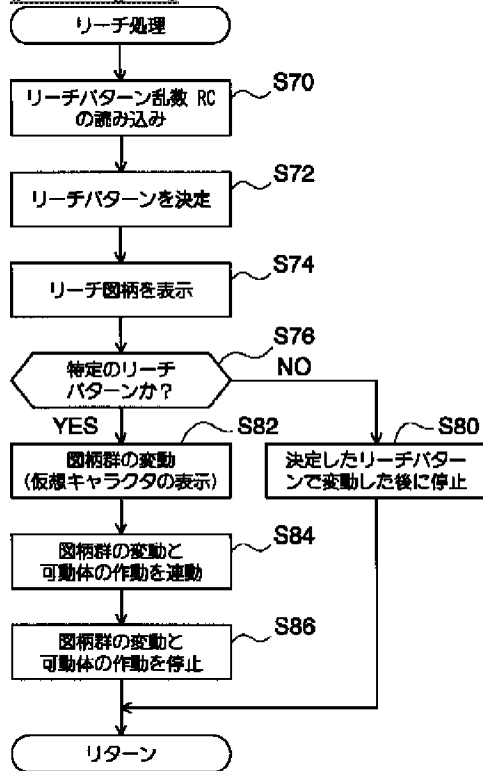 リーチ処理
リーチパターン乱数 RC
の読み込み
S70
リーチパターンを決定
S72
リーチ図柄を表示
S74
特定のリーチ
パターンか？
S76
NO
YES
図柄群の変動
(仮想キャラクタの表示)
S82
決定したリーチパター
ンで変動した後に停止
S80
図柄群の変動と
可動体の作動を連動
S84
図柄群の変動と
可動体の作動を停止
S86
リターン